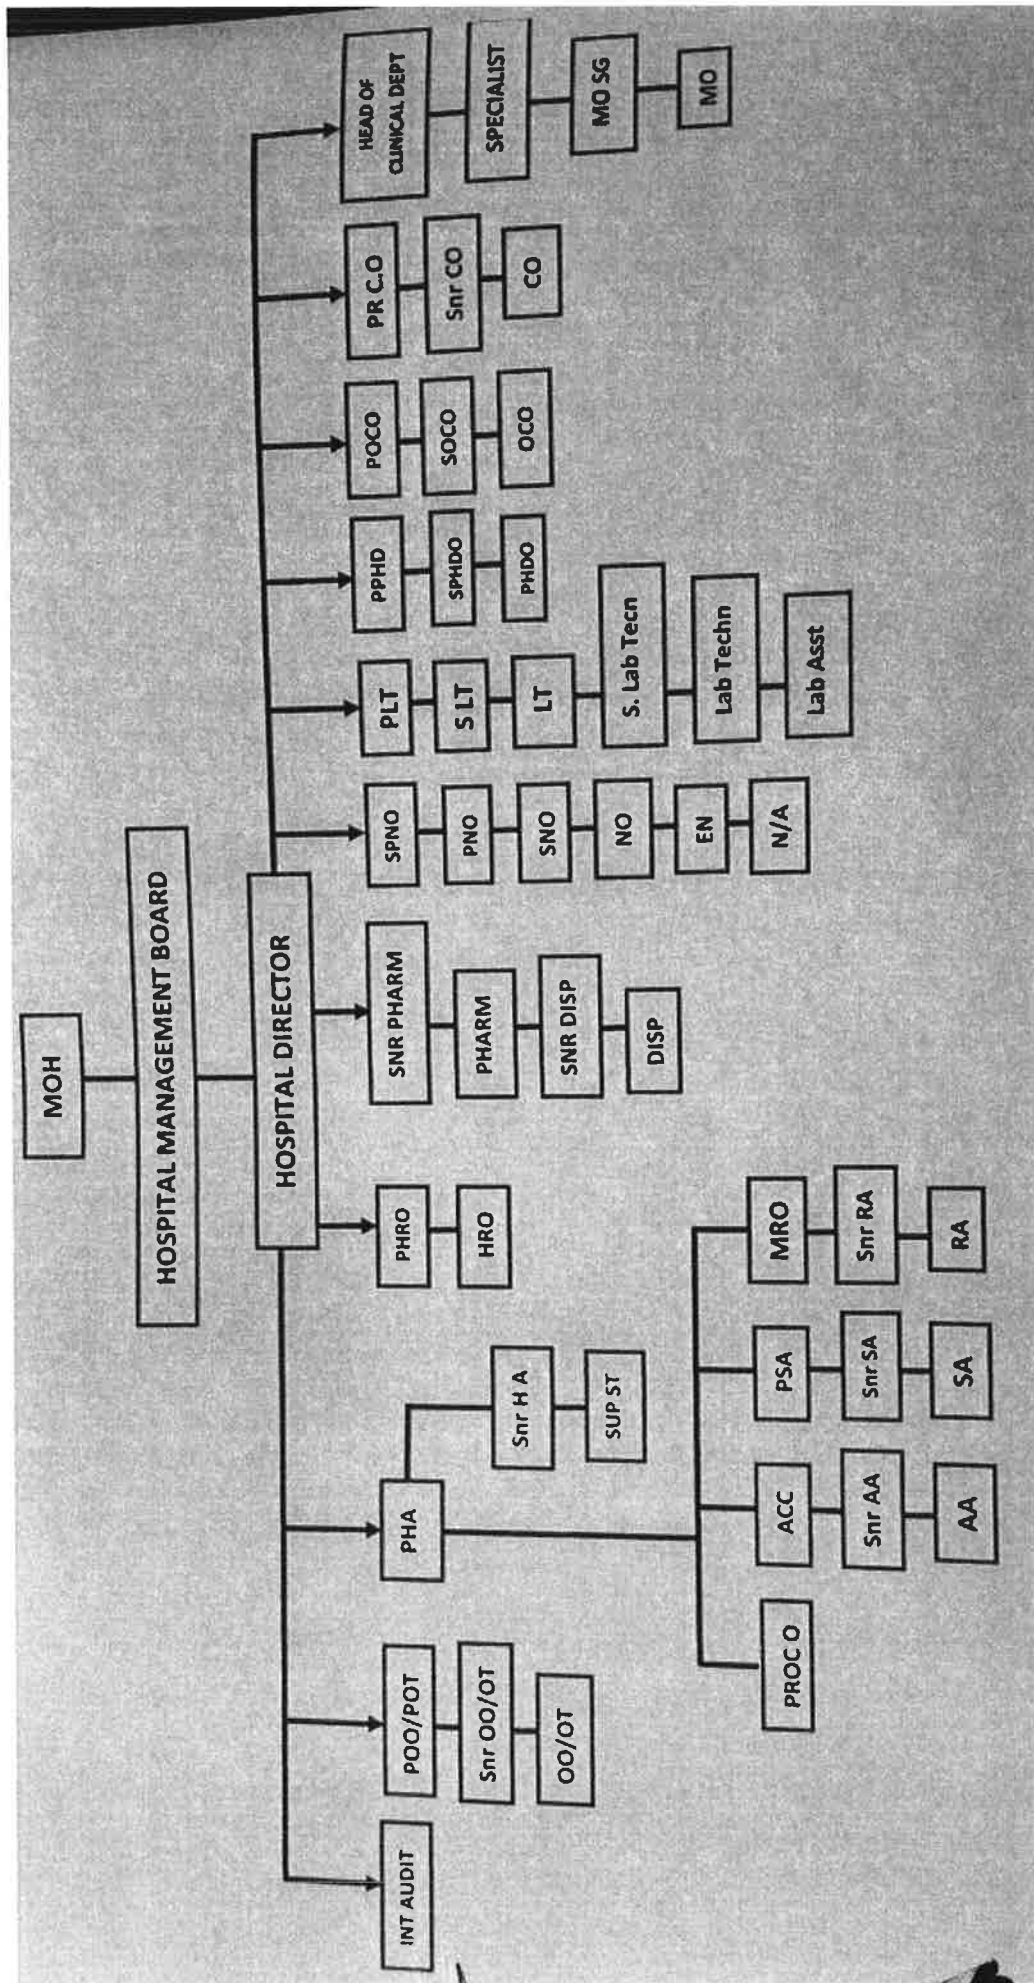 MOH
HOSPITAL MANAGEMENT BOARD
HOSPITAL DIRECTOR
INT AUDIT
POO/POT
Snr OO/OT
OO/OT
PHA
Snr H A
SUP ST
PROC O
ACC
Snr AA
AA
PSA
Snr SA
SA
MRO
Snr RA
RA
PHRO
HRO
SNR PHARM
PHARM
SNR DISP
DISP
SPNO
PNO
SNO
NO
EN
N/A
PLT
S LT
LT
S. Lab Tecn
Lab Techn
Lab Asst
PPHD
SPHDO
PHDO
POCO
SOCO
OCO
PR C.O
Snr CO
CO
HEAD OF
CLINICAL DEPT
SPECIALIST
MO SG
MO